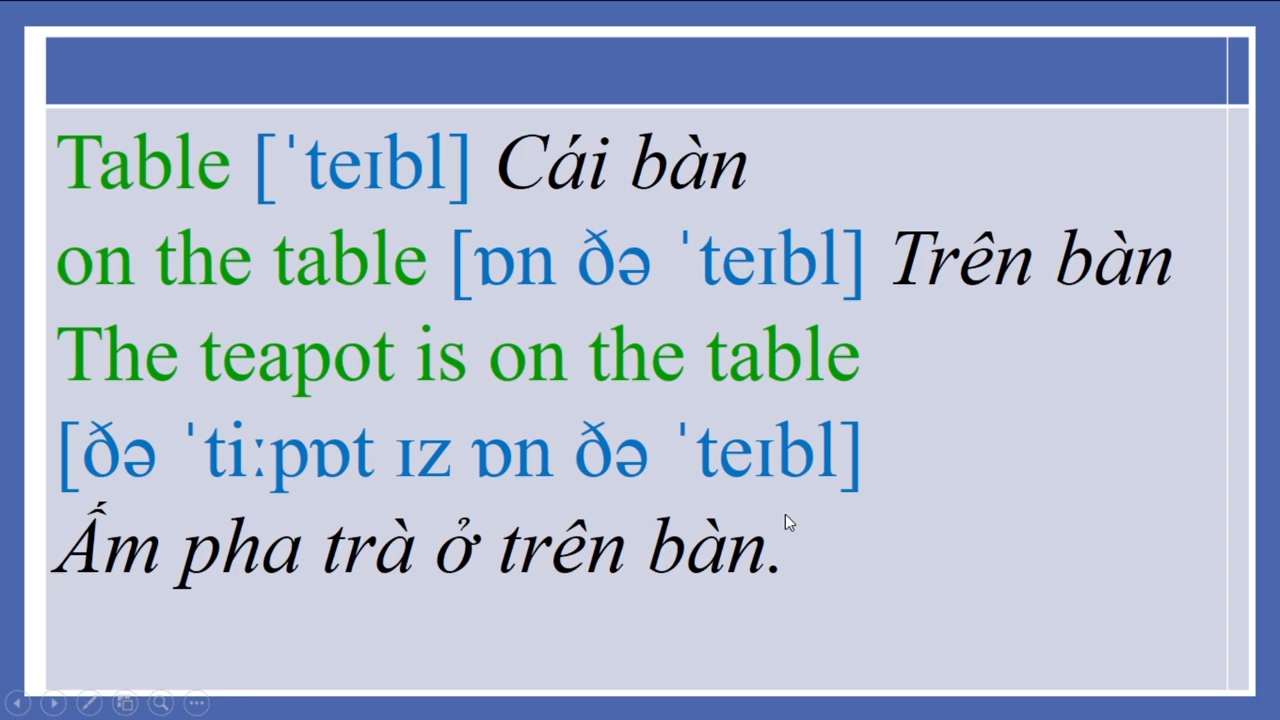 Table [ˈteɪbl] Cái bàn
on the table [ɒn ðə ˈteɪbl] Trên bàn
The teapot is on the table
[ðə ˈtiːpɒt ɪz ɒn ðə ˈteɪbl]
Ấm pha trà ở trên bàn.